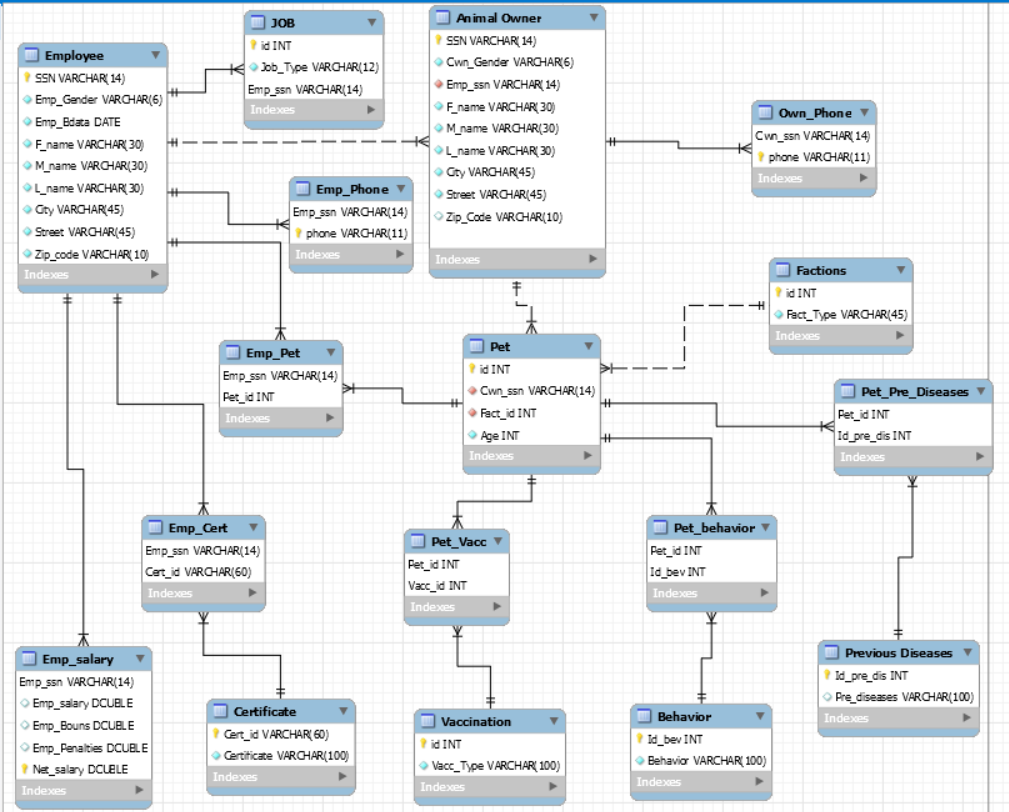 JOB
id INT
Job_Type VARCHAR(12)
Emp_ssn VARCHAR(14)
Indexes
Animal Owner
SSN VARCHAR(14)
Cwn_Gender VARCHAR(6)
Emp_ssn VARCHAR(14)
F_name VARCHAR(30)
M_name VARCHAR(30)
L_name VARCHAR(30)
City VARCHAR(45)
Street VARCHAR(45)
Zip_Code VARCHAR(10)
Indexes
Employee
SSN VARCHAR(14)
Emp_Gender VARCHAR(6)
Emp_Bdata DATE
F_name VARCHAR(30)
M_name VARCHAR(30)
L_name VARCHAR(30)
City VARCHAR(45)
Street VARCHAR(45)
Zip_code VARCHAR(10)
Indexes
Own_Phone
Cwn_ssn VARCHAR(14)
phone VARCHAR(11)
Indexes
Emp_Phone
Emp_ssn VARCHAR(14)
phone VARCHAR(11)
Indexes
Factions
id INT
Fact_Type VARCHAR(45)
Indexes
Emp_Pet
Emp_ssn VARCHAR(14)
Pet_id INT
Indexes
Pet
id INT
Cwn_ssn VARCHAR(14)
Fact_id INT
Age INT
Indexes
Pet_Pre_Diseases
Pet_id INT
Id_pre_dis INT
Indexes
Emp_Cert
Emp_ssn VARCHAR(14)
Cert_id VARCHAR(60)
Indexes
Pet_Vacc
Pet_id INT
Vacc_id INT
Indexes
Pet_behavior
Pet_id INT
Id_bev INT
Indexes
Emp_salary
Emp_ssn VARCHAR(14)
Emp_salary DCUBLE
Emp_Bouns DCUBLE
Emp_Penalties DCUBLE
Net_salary DCUBLE
Indexes
Certificate
Cert_id VARCHAR(60)
Certificate VARCHAR(100)
Indexes
Vaccination
id INT
Vacc_Type VARCHAR(100)
Indexes
Behavior
Id_bev INT
Behavior VARCHAR(100)
Indexes
Previous Diseases
Id_pre_dis INT
Pre_diseases VARCHAR(100)
Indexes